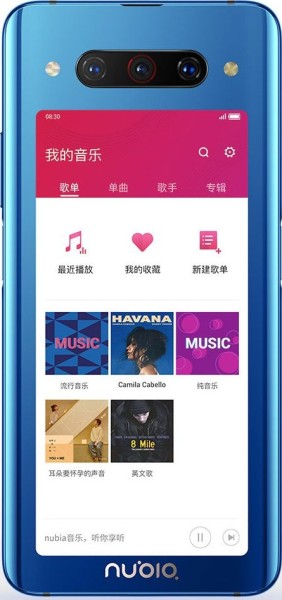 08:30
我的音乐
歌单 单曲 歌手 专辑
最近播放 我的收藏 新建歌单
MUSIC HAVANA MUSIC
流行音乐 Camila Cabello 纯音乐
8 Mile
耳朵要怀孕的声音 英文歌
nubia音乐，听你享听
nubia